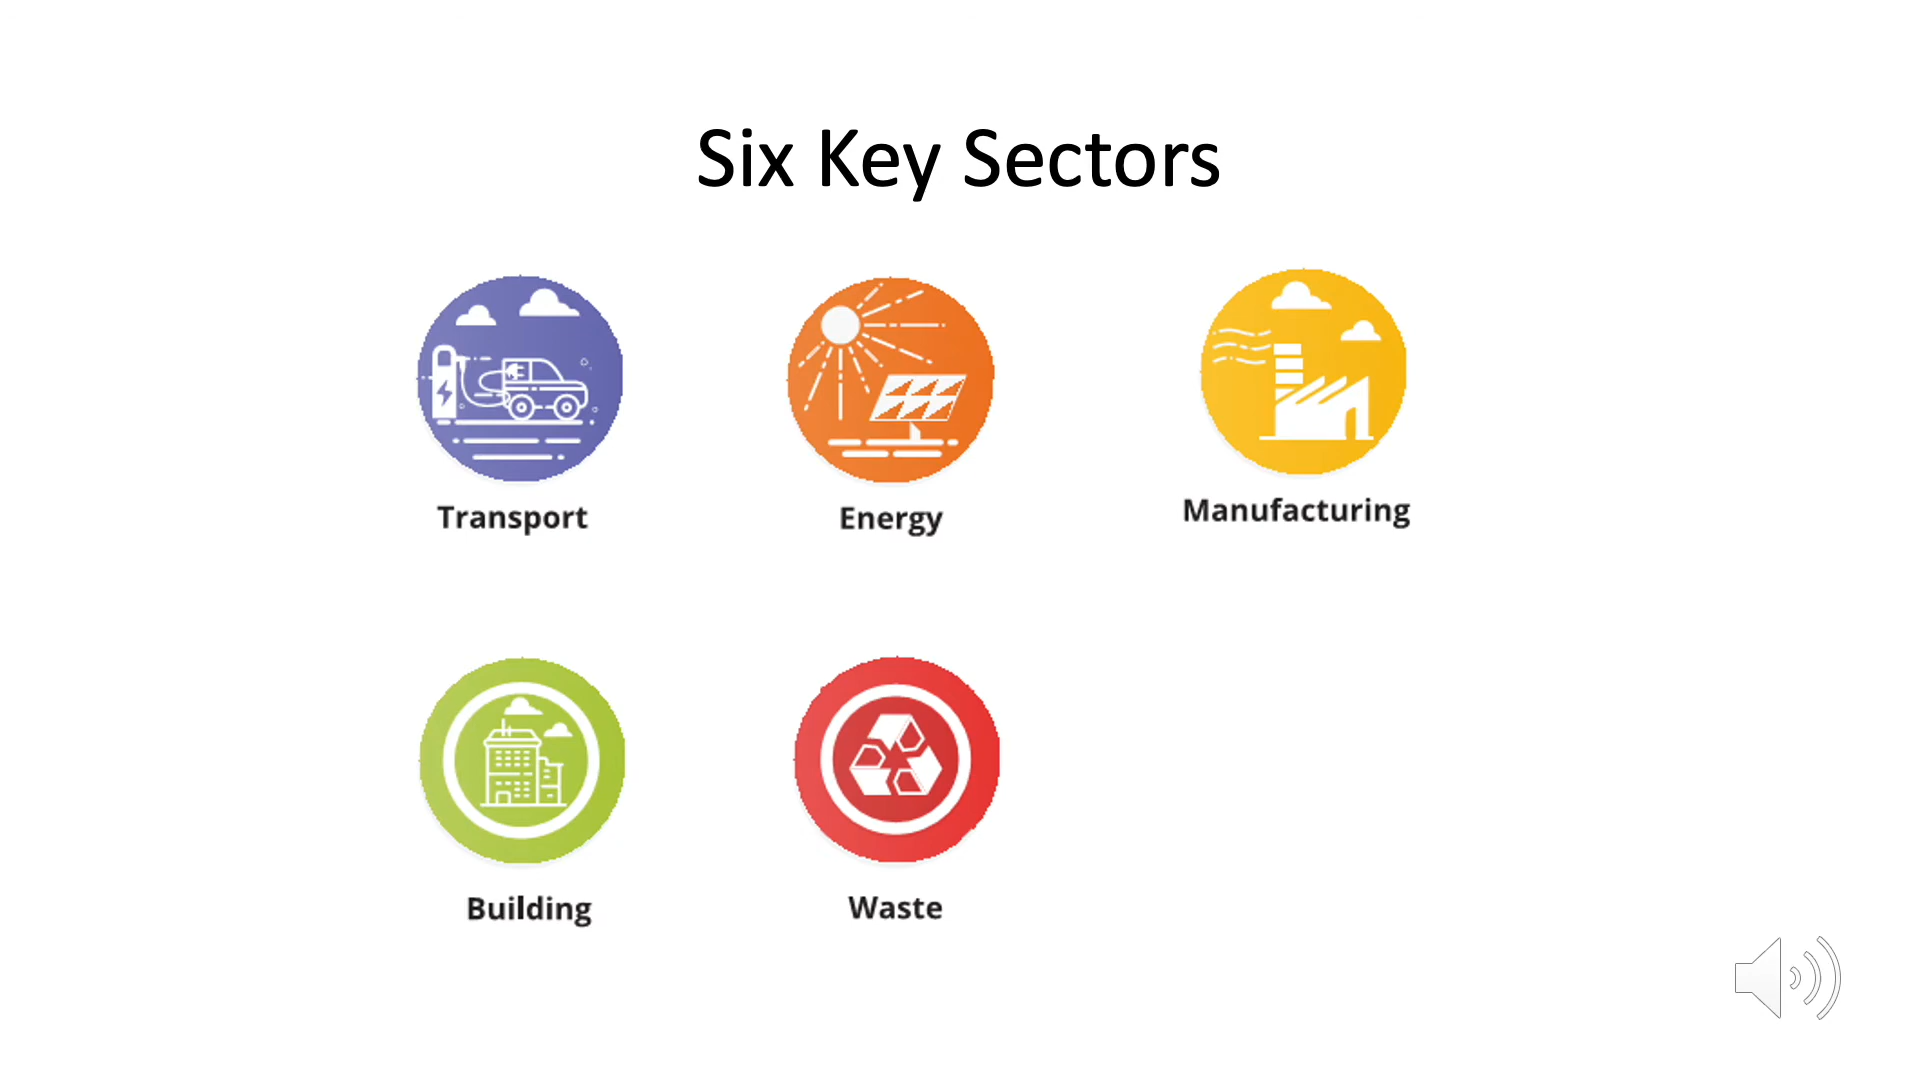 Six Key Sectors
Transport
Energy
Manufacturing
Building
Waste